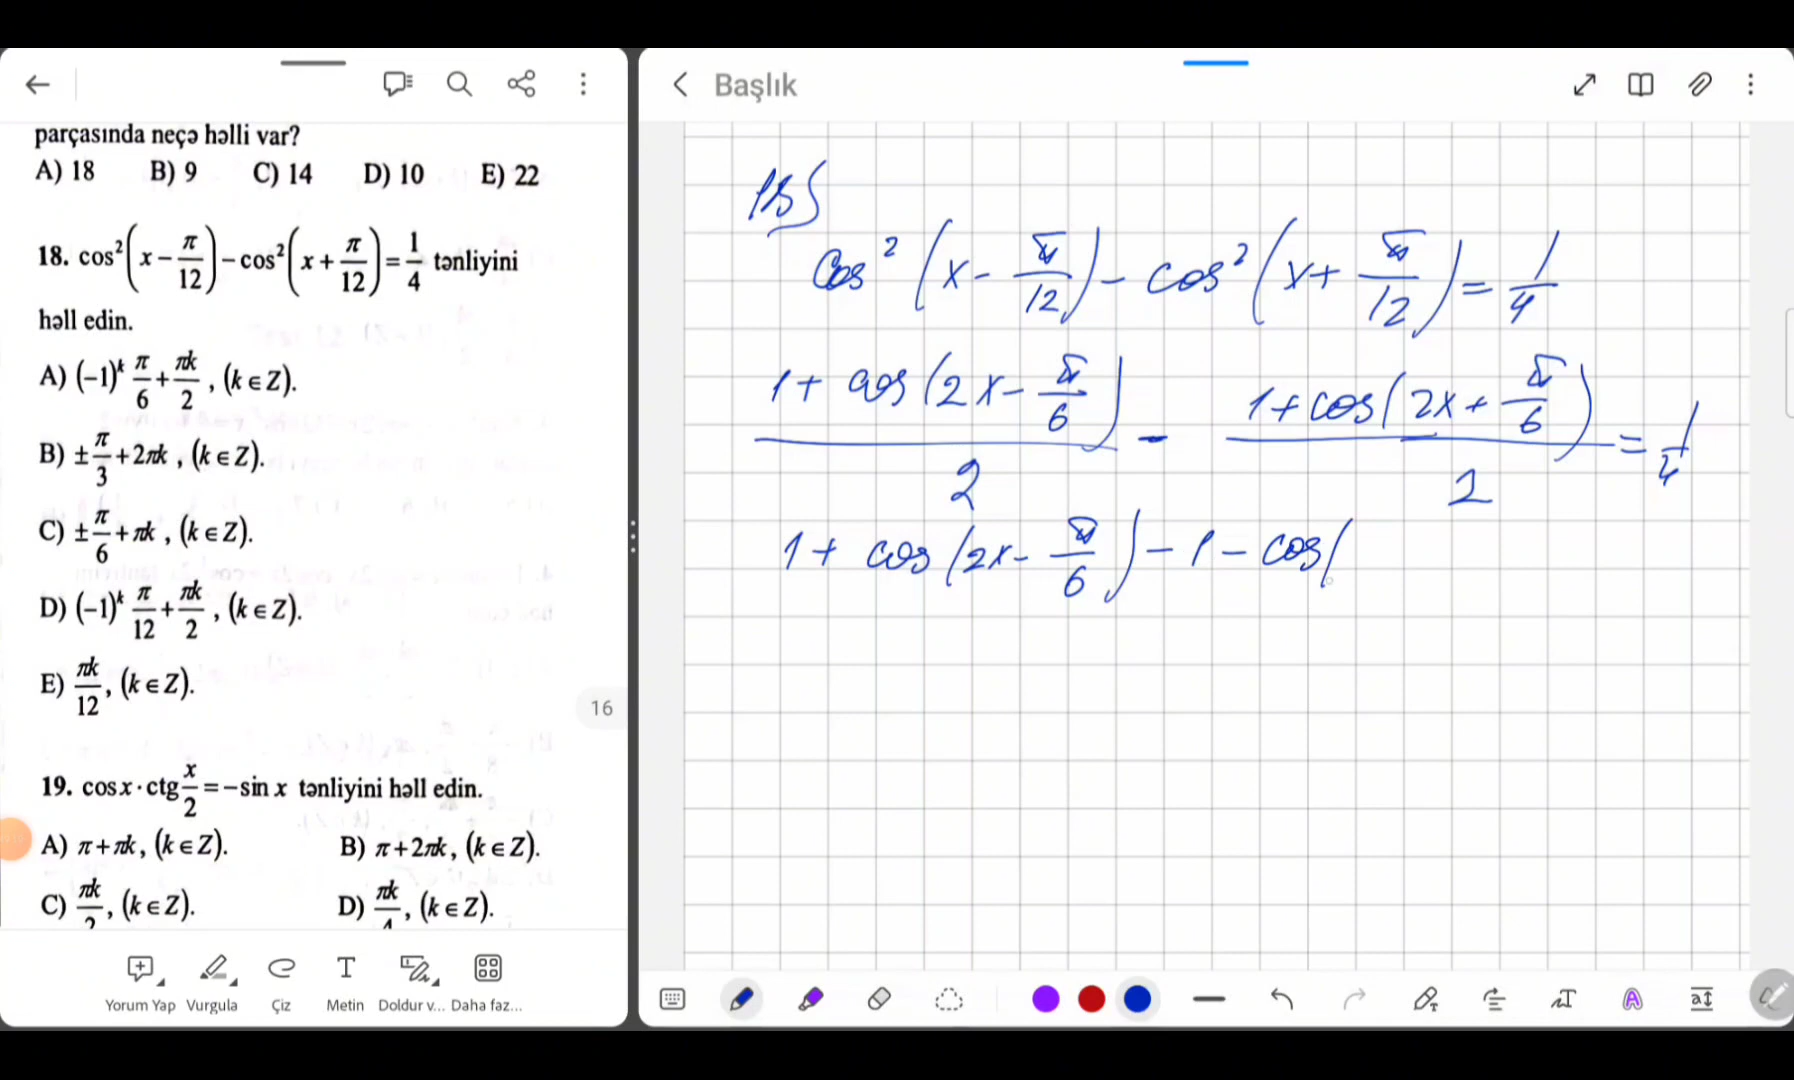 parçasında neçə həlli var?
A) 18 B) 9 C) 14 D) 10 E) 22
18. cos²(x − π/12) − cos²(x + π/12) = 1/4 tənliyini
həll edin.
A) (−1)ᵏ π/6 + πk/2, (k ∈ Z).
B) ± π/3 + 2πk, (k ∈ Z).
C) ± π/6 + πk, (k ∈ Z).
D) (−1)ᵏ π/12 + πk/2, (k ∈ Z).
E) πk/12, (k ∈ Z).
16
19. cos x · ctg x/2 = −sin x tənliyini həll edin.
A) π + πk, (k ∈ Z). B) π + 2πk, (k ∈ Z).
C) πk/2, (k ∈ Z). D) πk/4, (k ∈ Z).
Yorum Yap Vurgula Çiz Metin Doldur v... Daha faz...
Başlık
18)
cos²(x − π/12) − cos²(x + π/12) = 1/4
1 + cos(2x − π/6) / 2 − 1 + cos(2x + π/6) / 2 = 1/4
1 + cos(2x − π/6) − 1 − cos(